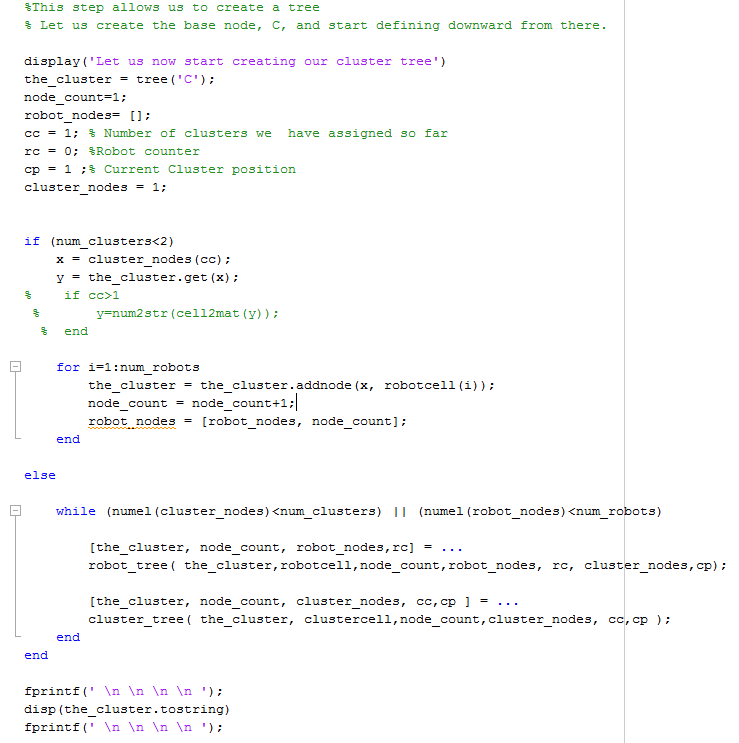 %This step allows us to create a tree
% Let us create the base node, C, and start defining downward from there.
display('Let us now start creating our cluster tree')
the_cluster = tree('C');
node_count=1;
robot_nodes= [];
cc = 1; % Number of clusters we  have assigned so far
rc = 0; %Robot counter
cp = 1 ;% Current Cluster position
cluster_nodes = 1;
if (num_clusters<2)
    x = cluster_nodes(cc);
    y = the_cluster.get(x);
%    if cc>1
 %       y=num2str(cell2mat(y));
  %  end
    for i=1:num_robots
        the_cluster = the_cluster.addnode(x, robotcell(i));
        node_count = node_count+1;
        robot_nodes = [robot_nodes, node_count];
    end
else
    while (numel(cluster_nodes)<num_clusters) || (numel(robot_nodes)<num_robots)
        [the_cluster, node_count, robot_nodes,rc] = ...
        robot_tree( the_cluster,robotcell,node_count,robot_nodes, rc, cluster_nodes,cp);
        [the_cluster, node_count, cluster_nodes, cc,cp ] = ...
        cluster_tree( the_cluster, clustercell,node_count,cluster_nodes, cc,cp );
    end
end
fprintf(' \n \n \n \n ');
disp(the_cluster.tostring)
fprintf(' \n \n \n \n ');